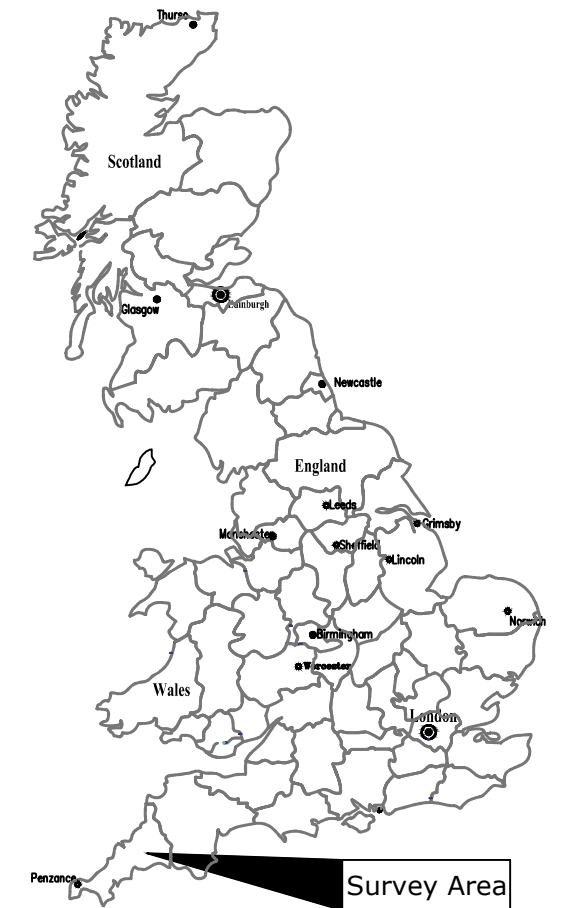 Thurso
Scotland
Edinburgh
Glasgow
Newcastle
England
Leeds
Grimsby
Manchester
Sheffield
Lincoln
Norwich
Birmingham
Worcester
Wales
London
Penzance
Survey Area